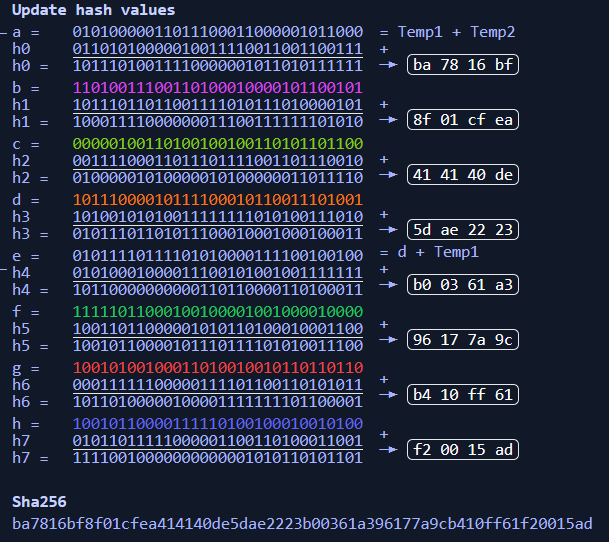 Update hash values
a = 01010000011011100011000001011000 = Temp1 + Temp2
h0 01101010000010011110011001100111 +
h0 = 10111010011110000001011010111111 → ba 78 16 bf
b = 11010011100110100010000101100101
h1 10111011011001111010111010000101 +
h1 = 10001111000000011100111111101010 → 8f 01 cf ea
c = 00000100110100100100110101101100
h2 00111100011011101111001101110010 +
h2 = 01000001010000010100000011011110 → 41 41 40 de
d = 10111000010111100010110011101001
h3 10100101010011111111010100111010 +
h3 = 01011101101011100010001000100011 → 5d ae 22 23
e = 01011110111101010000111100100100 = d + Temp1
h4 01010001000011100101001001111111 +
h4 = 10110000000000110110000110100011 → b0 03 61 a3
f = 11111011000100100001001000010000
h5 10011011000001010110100010001100 +
h5 = 10010110000101110111101010011100 → 96 17 7a 9c
g = 10010100100011010010010110110110
h6 00011111100000111101100110101011 +
h6 = 10110100000100001111111101100001 → b4 10 ff 61
h = 10010110000111110100100010010100
h7 01011011111000001100110100011001 +
h7 = 11110010000000000001010110101101 → f2 00 15 ad
Sha256
ba7816bf8f01cfea414140de5dae2223b00361a396177a9cb410ff61f20015ad